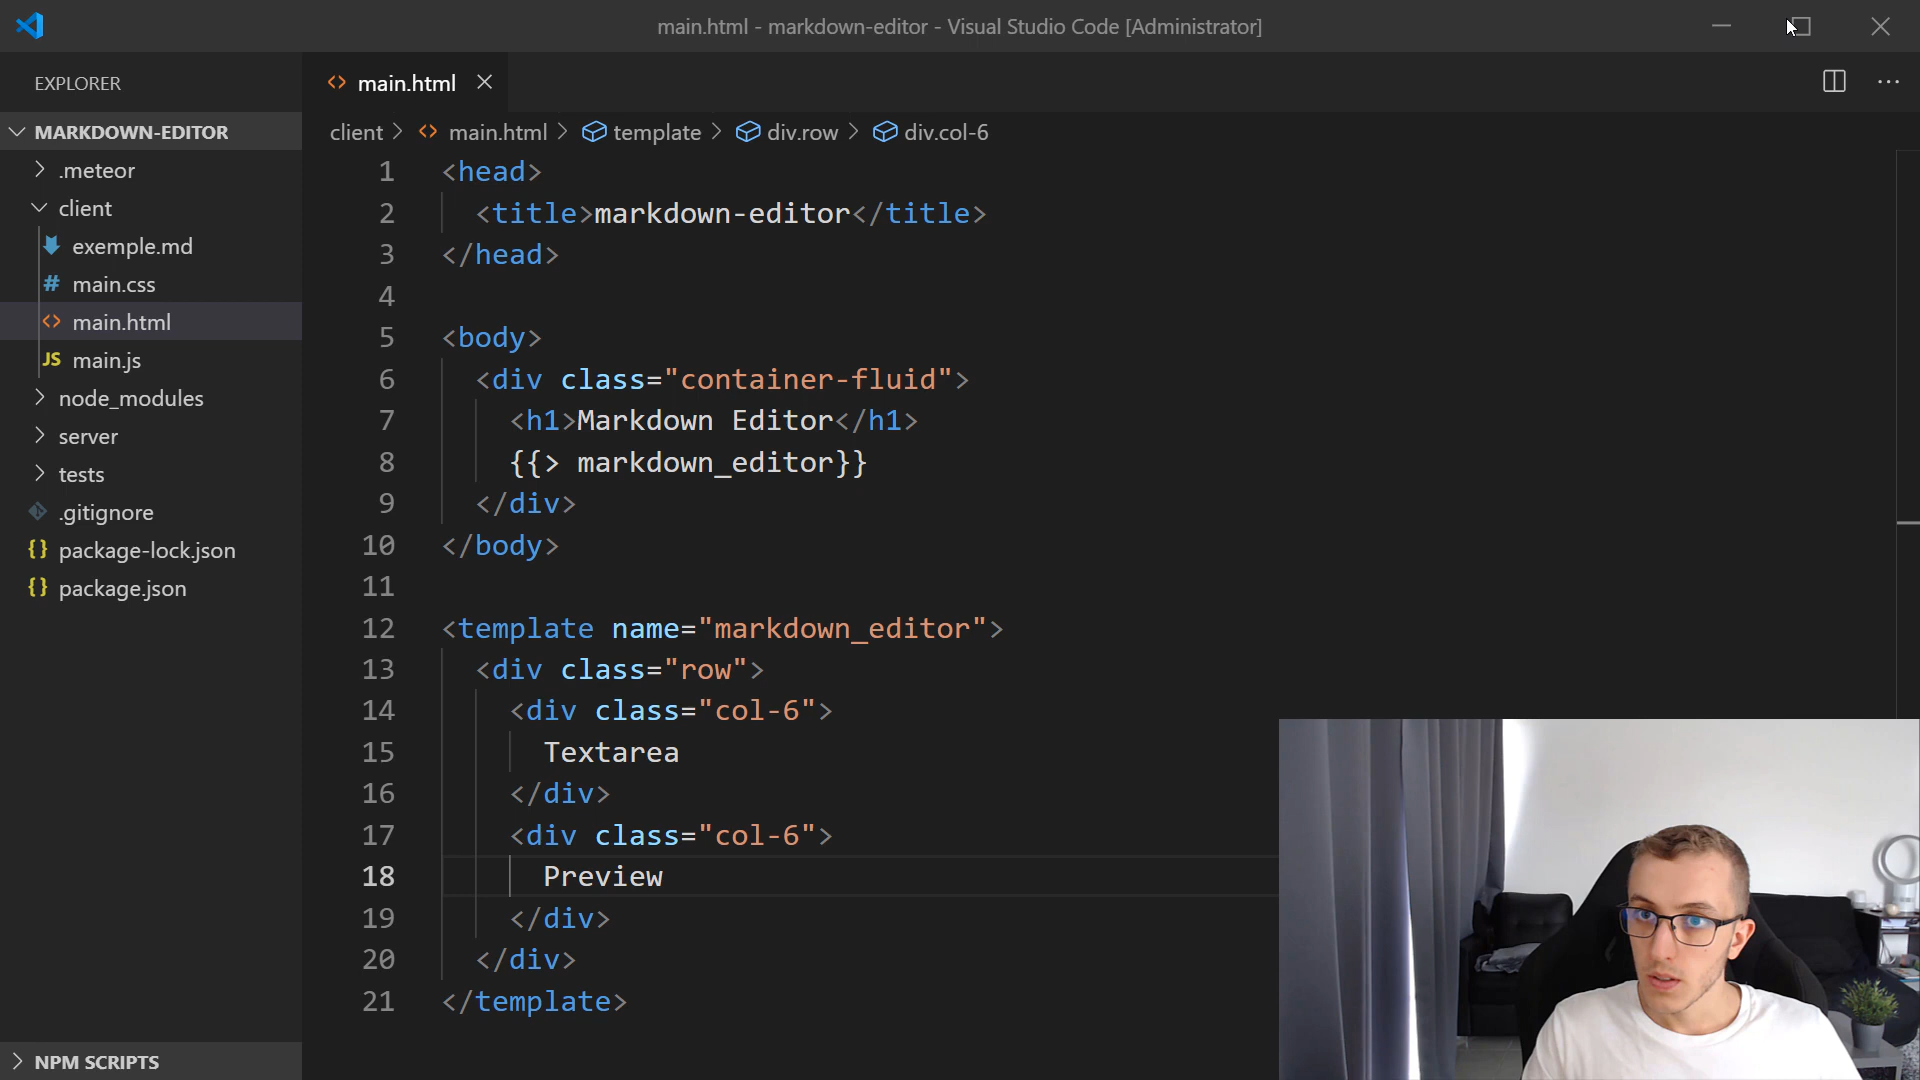 main.html - markdown-editor - Visual Studio Code [Administrator]
EXPLORER
MARKDOWN-EDITOR
.meteor
client
exemple.md
# main.css
<> main.html
JS main.js
node_modules
server
tests
.gitignore
{} package-lock.json
{} package.json
NPM SCRIPTS
<> main.html
client > <> main.html > template > div.row > div.col-6
1 <head>
2 <title>markdown-editor</title>
3 </head>
4
5 <body>
6 <div class="container-fluid">
7 <h1>Markdown Editor</h1>
8 {{> markdown_editor}}
9 </div>
10 </body>
11
12 <template name="markdown_editor">
13 <div class="row">
14 <div class="col-6">
15 Textarea
16 </div>
17 <div class="col-6">
18 Preview
19 </div>
20 </div>
21 </template>